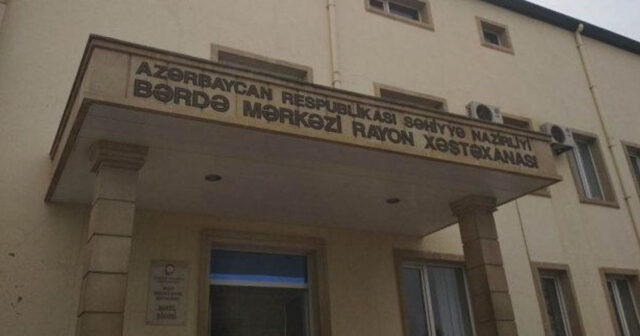 AZƏRBAYCAN RESPUBLİKASI SƏHİYYƏ NAZİRLİYİ
BƏRDƏ MƏRKƏZİ RAYON XƏSTƏXANASI